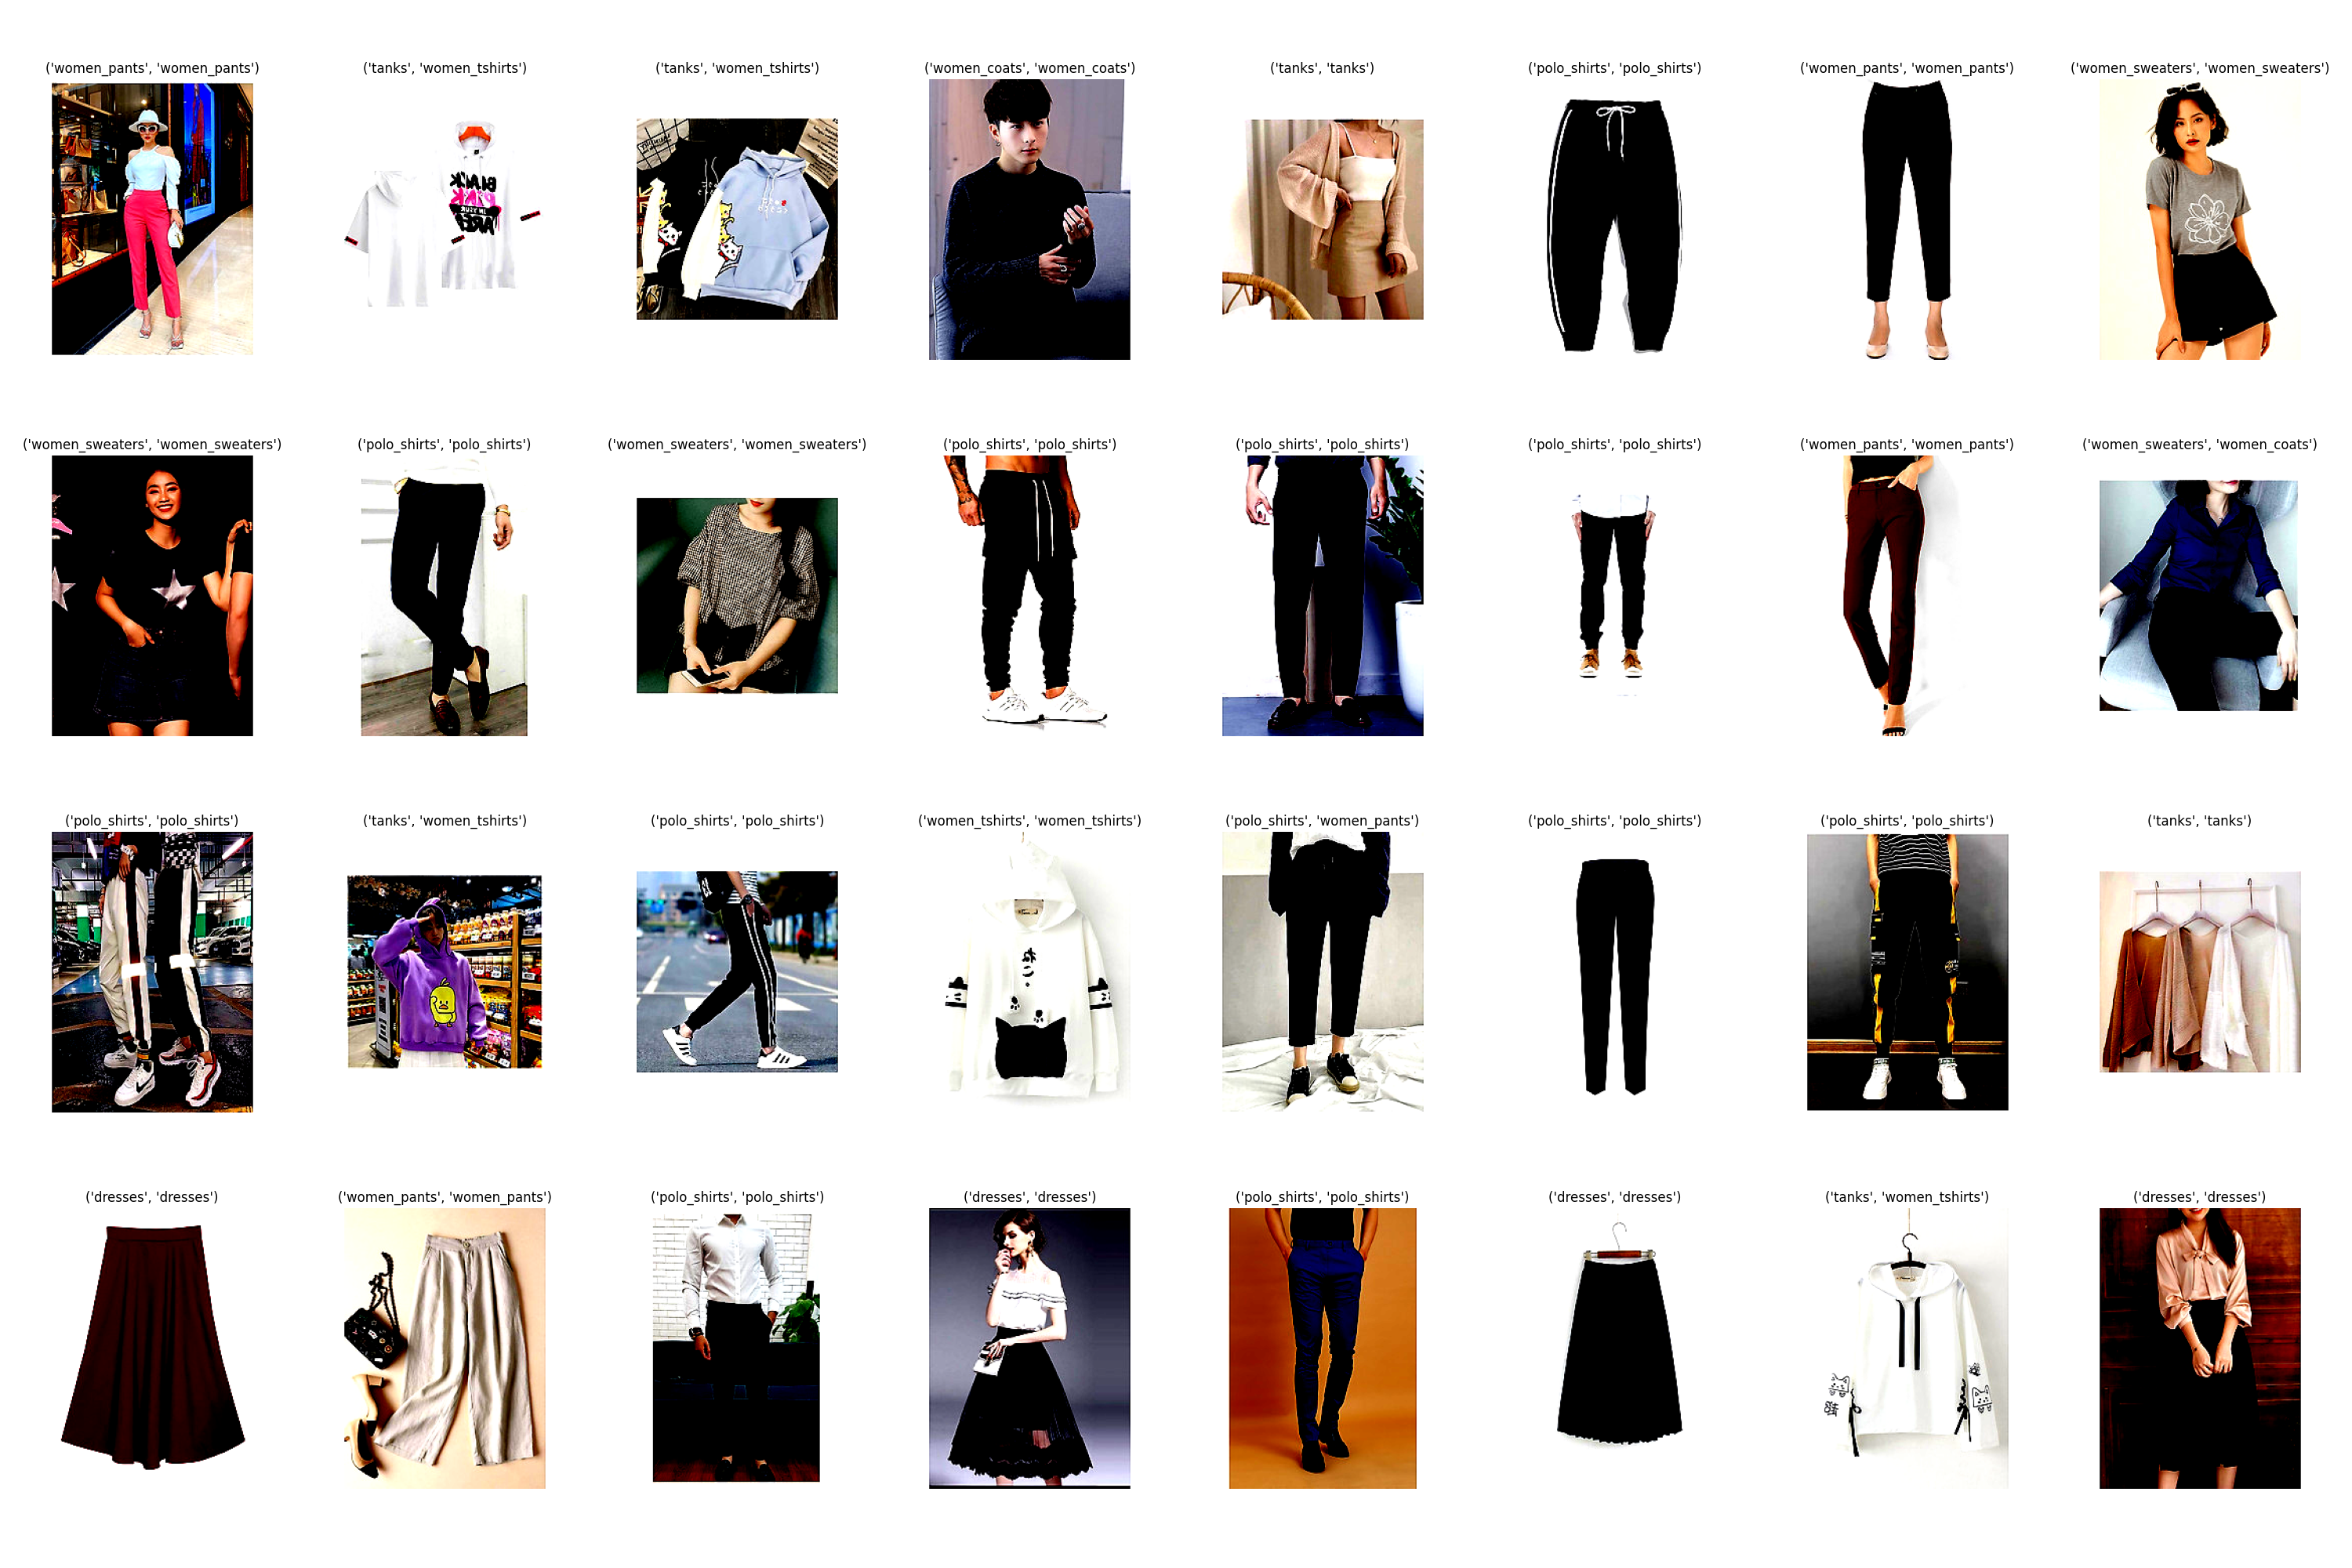 ('women_pants', 'women_pants')
('tanks', 'women_tshirts')
('tanks', 'women_tshirts')
('women_coats', 'women_coats')
('tanks', 'tanks')
('polo_shirts', 'polo_shirts')
('women_pants', 'women_pants')
('women_sweaters', 'women_sweaters')
('women_sweaters', 'women_sweaters')
('polo_shirts', 'polo_shirts')
('women_sweaters', 'women_sweaters')
('polo_shirts', 'polo_shirts')
('polo_shirts', 'polo_shirts')
('polo_shirts', 'polo_shirts')
('women_pants', 'women_pants')
('women_sweaters', 'women_coats')
('polo_shirts', 'polo_shirts')
('tanks', 'women_tshirts')
('polo_shirts', 'polo_shirts')
('women_tshirts', 'women_tshirts')
('polo_shirts', 'women_pants')
('polo_shirts', 'polo_shirts')
('polo_shirts', 'polo_shirts')
('tanks', 'tanks')
('dresses', 'dresses')
('women_pants', 'women_pants')
('polo_shirts', 'polo_shirts')
('dresses', 'dresses')
('polo_shirts', 'polo_shirts')
('dresses', 'dresses')
('tanks', 'women_tshirts')
('dresses', 'dresses')